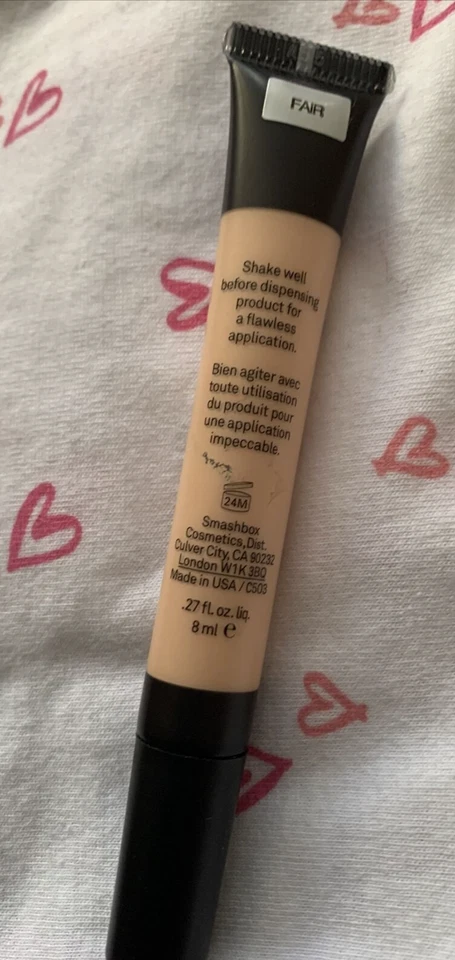 FAIR
Shake well
before dispensing
product for
a flawless
application.
Bien agiter avec
toute utilisation
du produit pour
une application
impeccable.
24M
Smashbox
Cosmetics, Dist.
Culver City, CA 90232
London W1K 3BQ
Made in USA / C503
.27 fl. oz. liq.
8 ml e